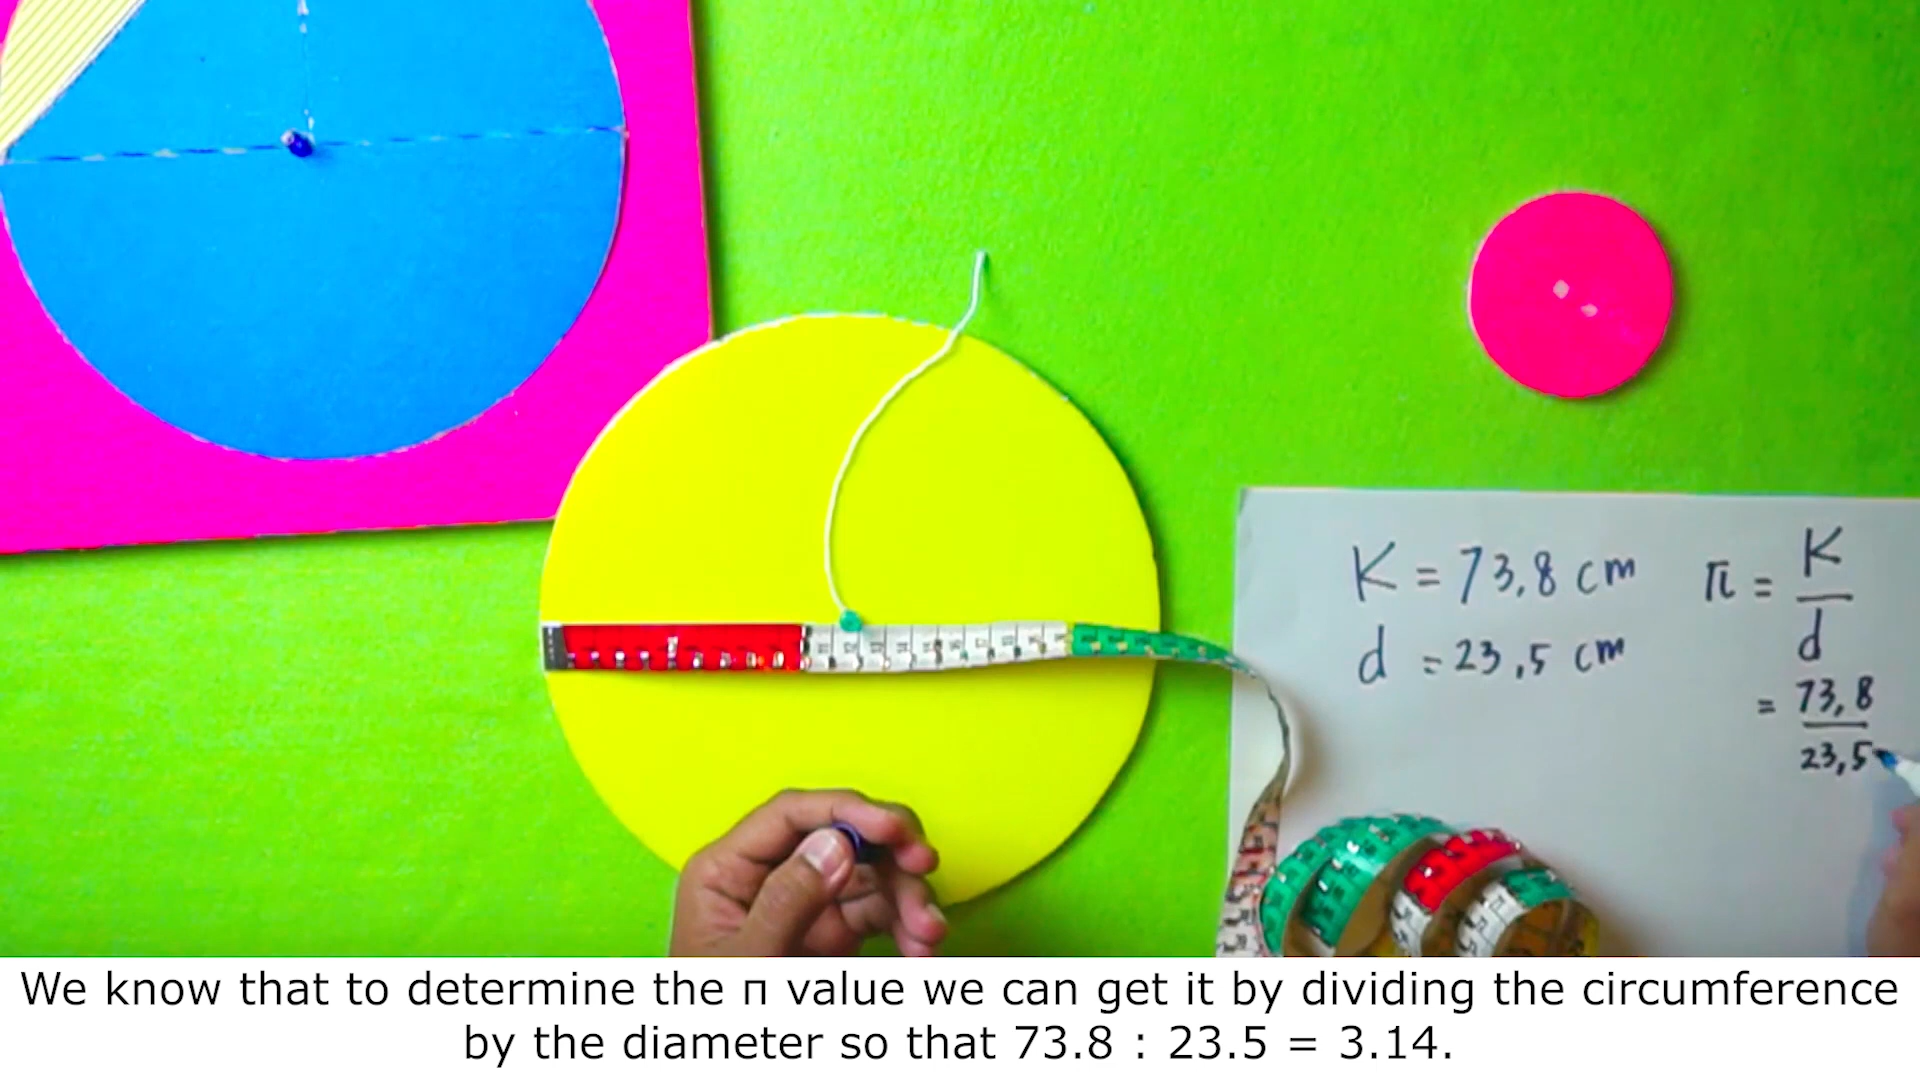 K = 73,8 cm
d = 23,5 cm
π = K
d
= 73,8
23,5
We know that to determine the п value we can get it by dividing the circumference
by the diameter so that 73.8 : 23.5 = 3.14.